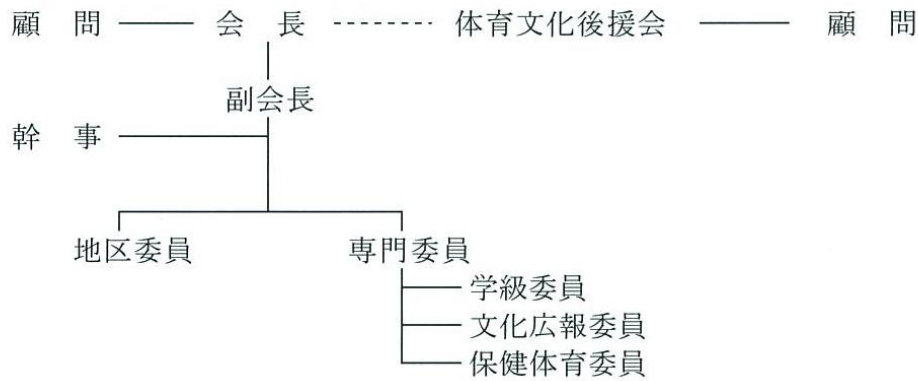 顧問 会長 体育文化後援会 顧問
副会長
幹事
地区委員 専門委員
学級委員
文化広報委員
保健体育委員